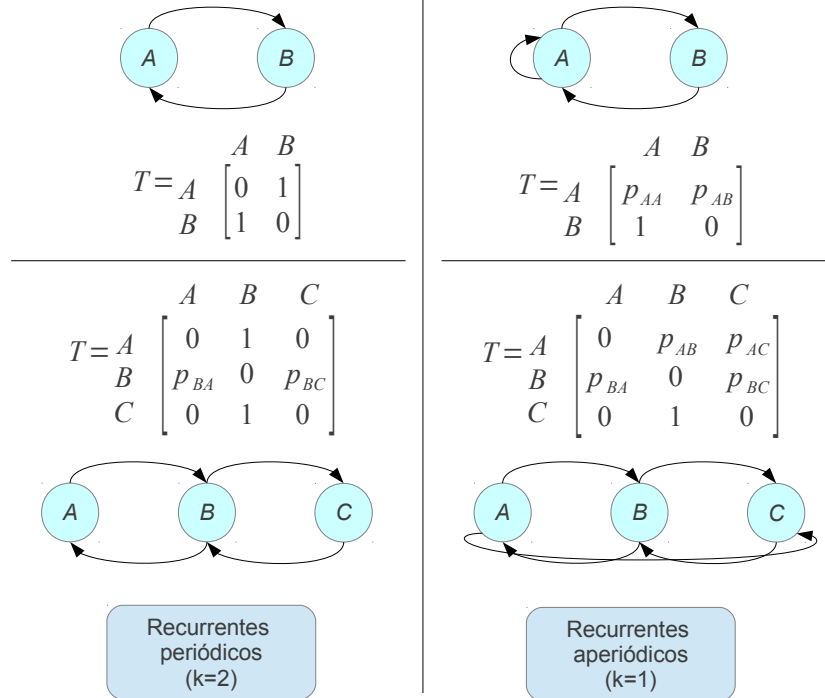 A B
A B
T = A [ 0 1 ]
B [ 1 0 ]
A B
A B
T = A [ p_AA p_AB ]
B [ 1 0 ]
A B C
T = A [ 0 1 0 ]
B [ p_BA 0 p_BC ]
C [ 0 1 0 ]
A B C
Recurrentes
periódicos
(k=2)
A B C
T = A [ 0 p_AB p_AC ]
B [ p_BA 0 p_BC ]
C [ 0 1 0 ]
A B C
Recurrentes
aperiódicos
(k=1)